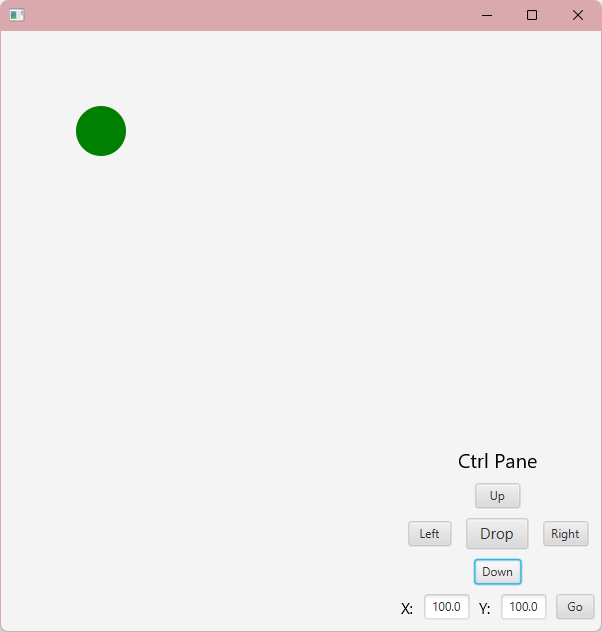 Ctrl Pane
Up
Left Drop Right
Down
X: 100.0 Y: 100.0 Go